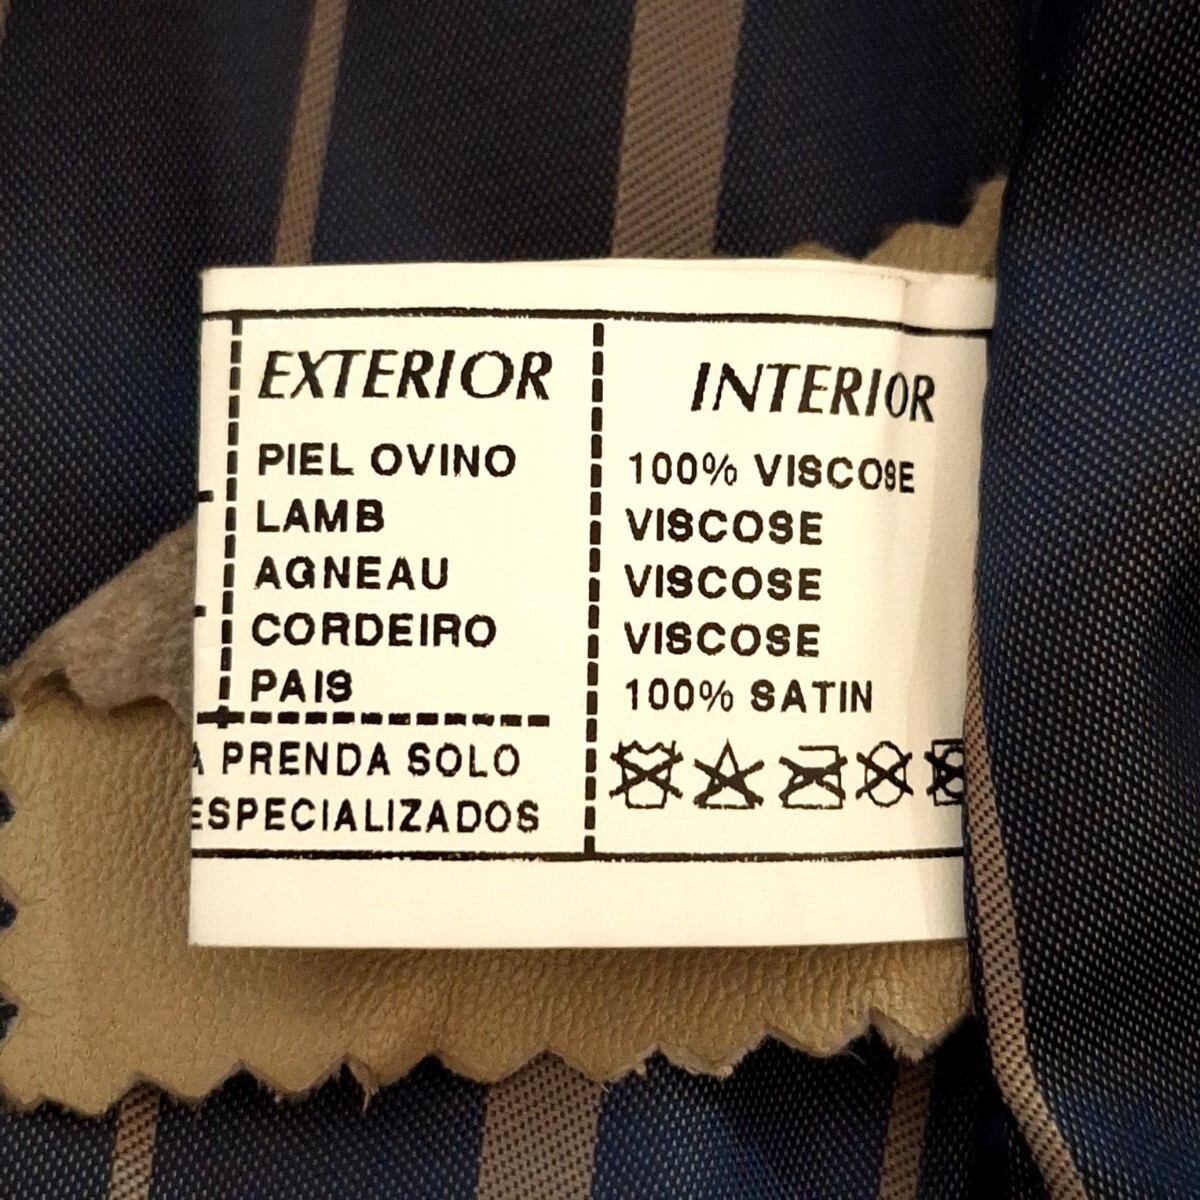 EXTERIOR
PIEL OVINO
LAMB
AGNEAU
CORDEIRO
PAIS
A PRENDA SOLO
ESPECIALIZADOS
INTERIOR
100% VISCOSE
VISCOSE
VISCOSE
VISCOSE
100% SATIN